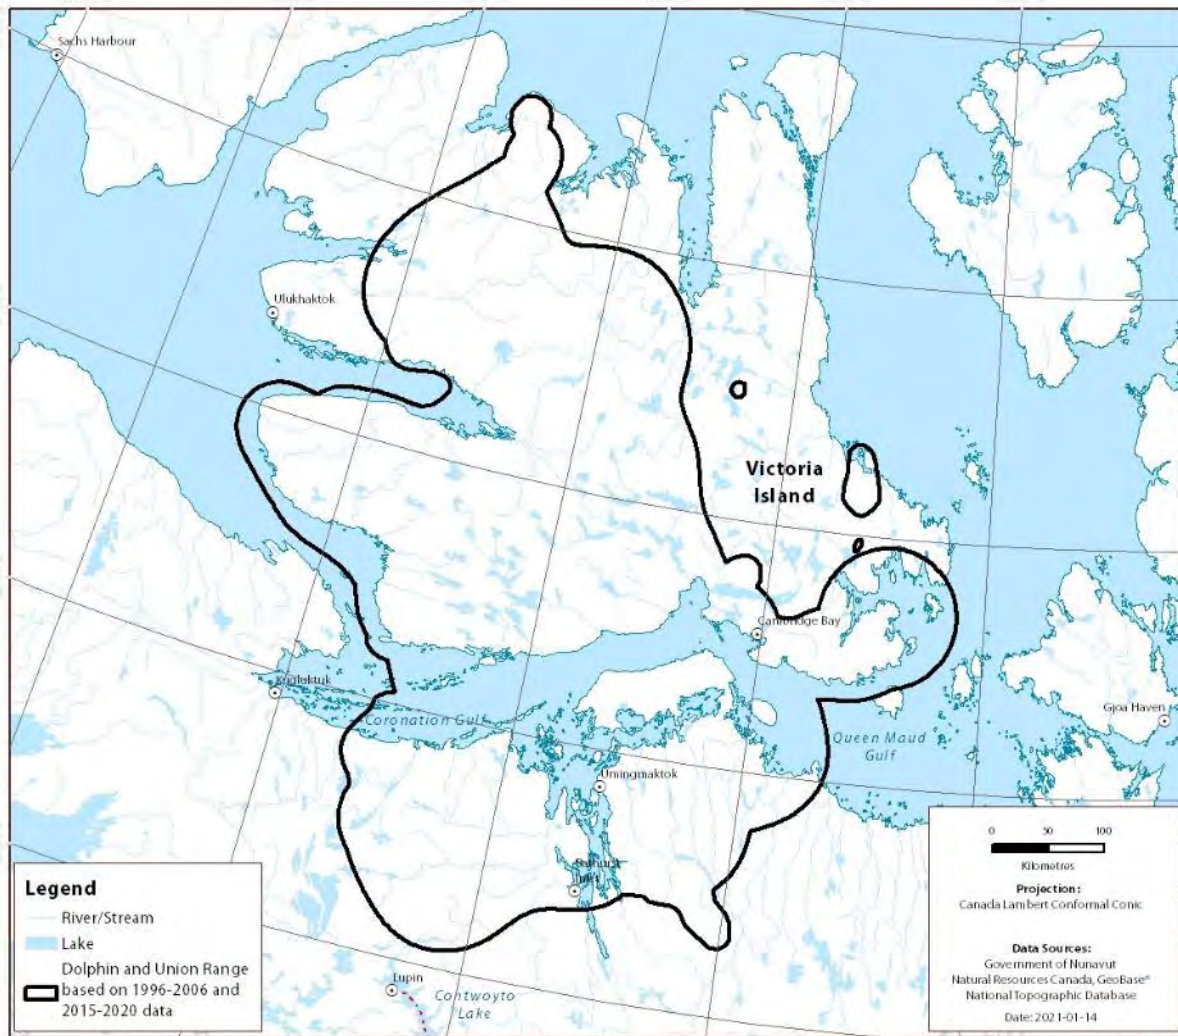 Sachs Harbour
Ulukhaktok
Victoria
Island
Cambridge Bay
Kugluktuk
Coronation Gulf
Gjoa Haven
Queen Maud
Gulf
Umingmaktok
Bathurst
Inlet
Lupin
Contwoyto
Lake
Legend
River/Stream
Lake
Dolphin and Union Range
based on 1996-2006 and
2015-2020 data
0 50 100
Kilometres
Projection:
Canada Lambert Conformal Conic
Data Sources:
Government of Nunavut
Natural Resources Canada, GeoBase®
National Topographic Database
Date: 2021-01-14